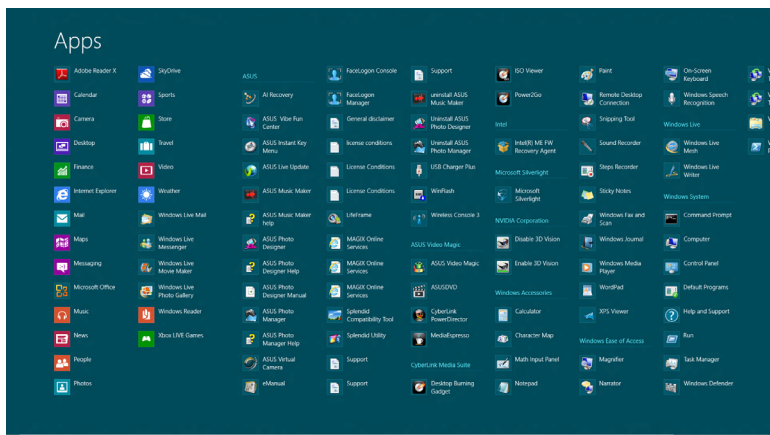 Apps
Adobe Reader X
Calendar
Camera
Desktop
Finance
Internet Explorer
Mail
Maps
Messaging
Microsoft Office
Music
News
People
Photos
SkyDrive
Sports
Store
Travel
Video
Weather
Windows Live Mail
Windows Live
Messenger
Windows Live
Movie Maker
Windows Live
Photo Gallery
Windows Reader
Xbox LIVE Games
ASUS
AI Recovery
ASUS Vibe Fun
Center
ASUS Instant Key
Menu
ASUS Live Update
ASUS Music Maker
ASUS Music Maker
help
ASUS Photo
Designer
ASUS Photo
Designer Help
ASUS Photo
Designer Manual
ASUS Photo
Manager
ASUS Photo
Manager Help
ASUS Virtual
Camera
eManual
FaceLogon Console
FaceLogon
Manager
General disclaimer
license conditions
License Conditions
License Conditions
LifeFrame
MAGIX Online
Services
MAGIX Online
Services
MAGIX Online
Services
Splendid
Compatibility Tool
Splendid Utility
Support
Support
Support
uninstall ASUS
Music Maker
Uninstall ASUS
Photo Designer
Uninstall ASUS
Photo Manager
USB Charger Plus
WinFlash
Wireless Console 3
ASUS Video Magic
ASUS Video Magic
ASUSDVD
CyberLink
PowerDirector
MediaEspresso
CyberLink Media Suite
Desktop Burning
Gadget
ISO Viewer
Power2Go
Intel
Intel(R) ME FW
Recovery Agent
Microsoft Silverlight
Microsoft
Silverlight
NVIDIA Corporation
Disable 3D Vision
Enable 3D Vision
Windows Accessories
Calculator
Character Map
Math Input Panel
Notepad
Paint
Remote Desktop
Connection
Snipping Tool
Sound Recorder
Steps Recorder
Sticky Notes
Windows Fax and
Scan
Windows Journal
Windows Media
Player
WordPad
XPS Viewer
Windows Ease of Access
Magnifier
Narrator
On-Screen
Keyboard
Windows Speech
Recognition
Windows Live
Windows Live
Mesh
Windows Live
Writer
Windows System
Command Prompt
Computer
Control Panel
Default Programs
Help and Support
Run
Task Manager
Windows Defender